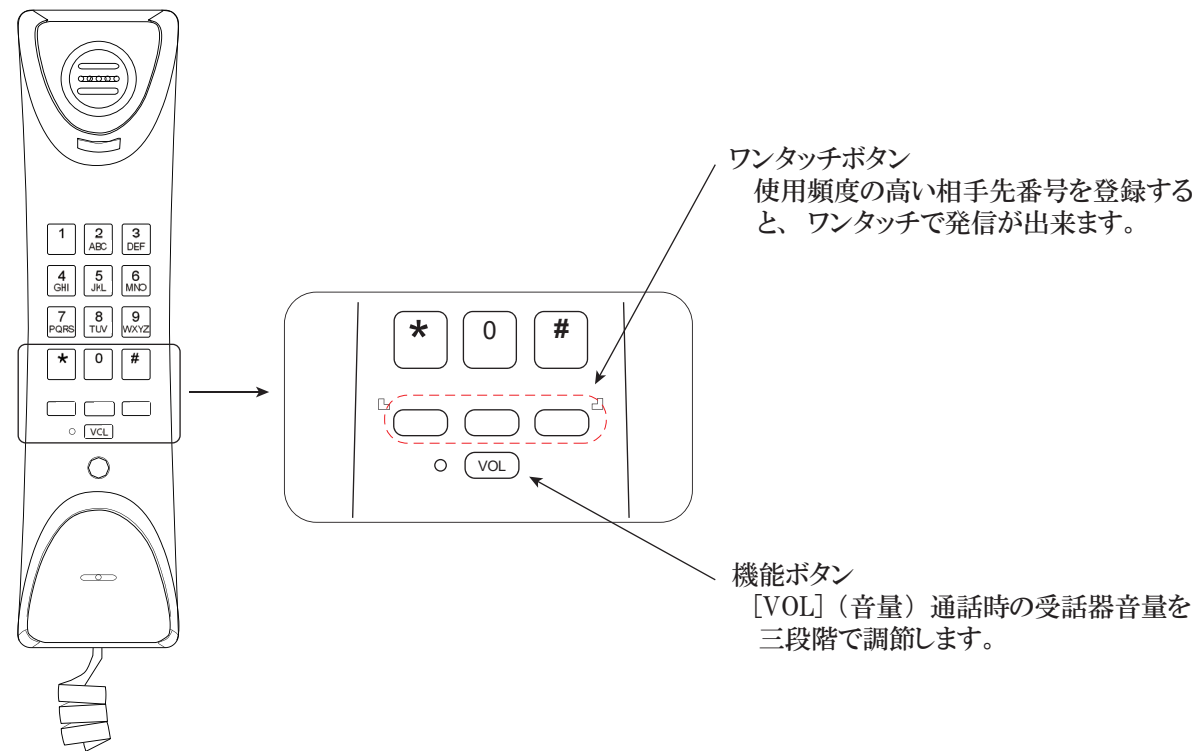 1 2 3
ABC DEF
4 5 6
GHI JKL MNO
7 8 9
PQRS TUV WXYZ
* 0 #
VOL
* 0 #
VOL
ワンタッチボタン
使用頻度の高い相手先番号を登録する
と、ワンタッチで発信が出来ます。
機能ボタン
[VOL]（音量）通話時の受話器音量を
三段階で調節します。